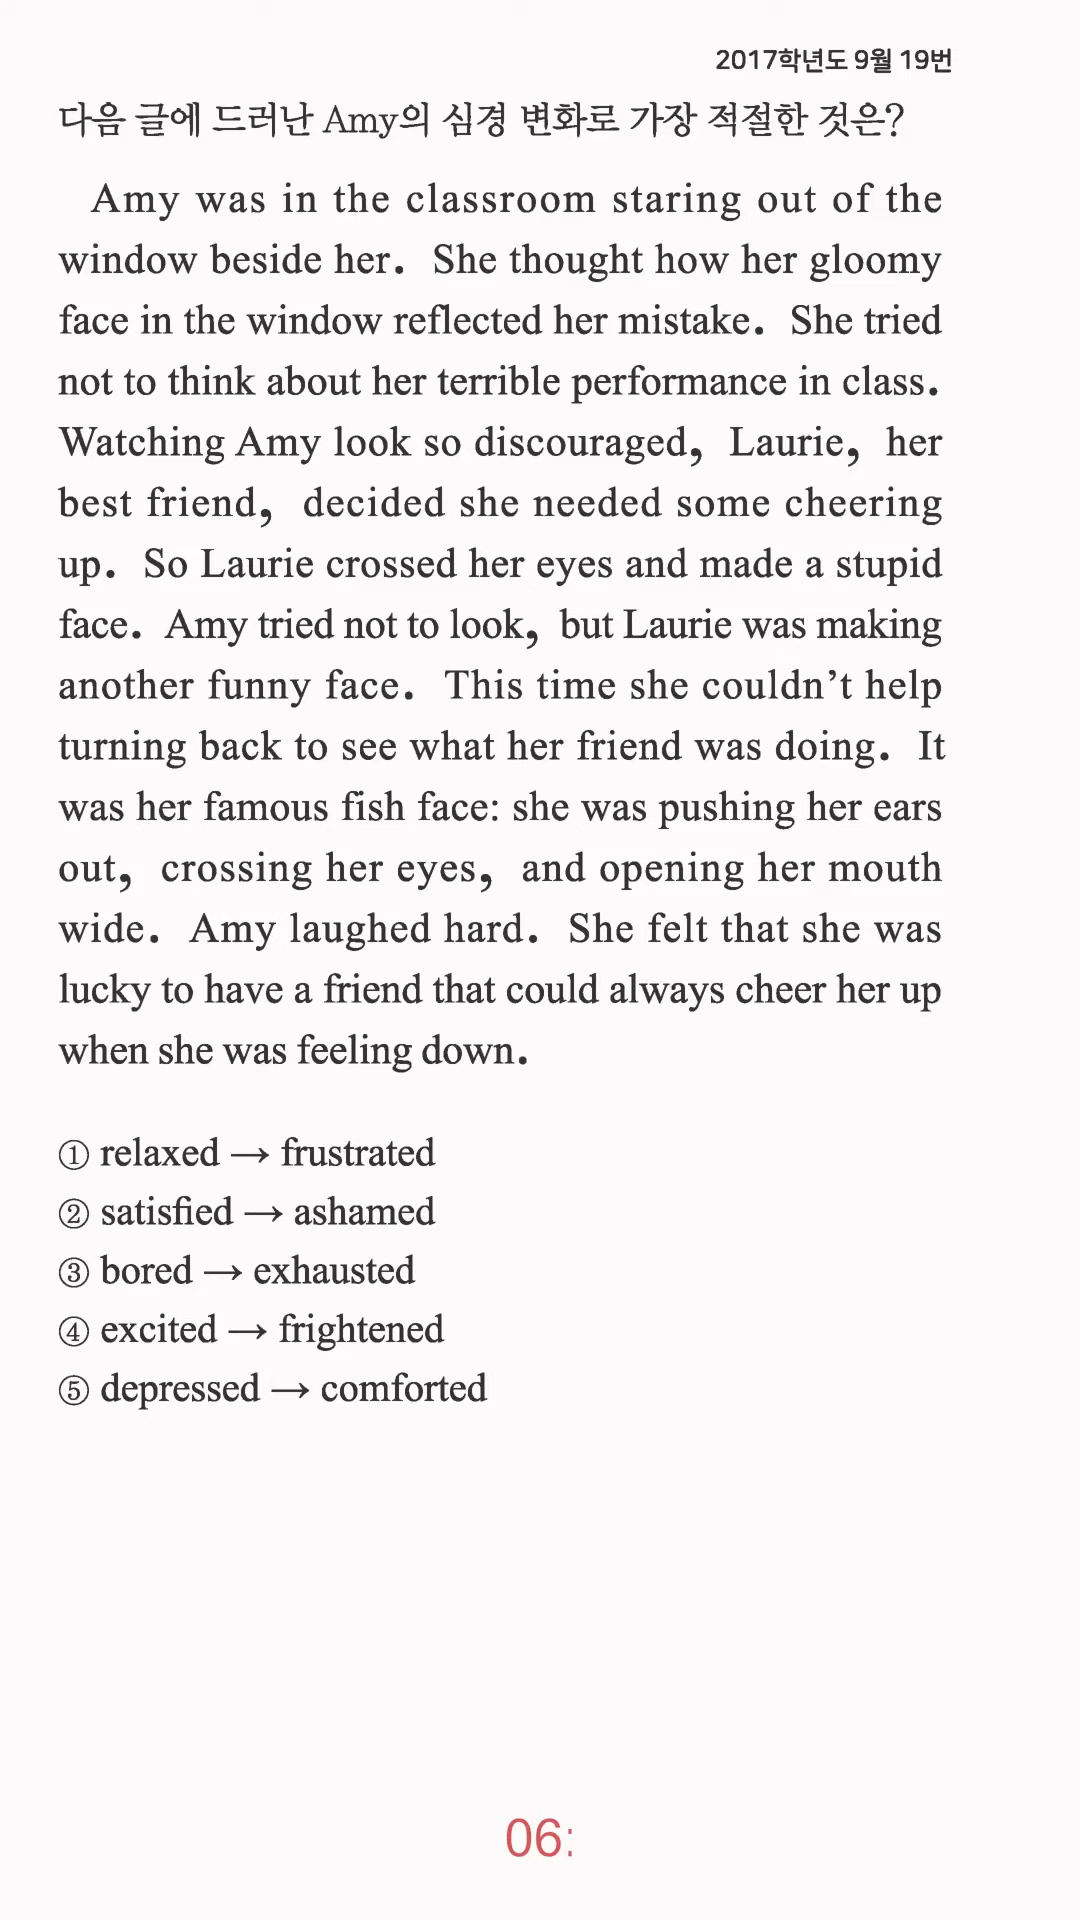 2017학년도 9월 19번
다음 글에 드러난 Amy의 심경 변화로 가장 적절한 것은?
Amy was in the classroom staring out of the
window beside her. She thought how her gloomy
face in the window reflected her mistake. She tried
not to think about her terrible performance in class.
Watching Amy look so discouraged, Laurie, her
best friend, decided she needed some cheering
up. So Laurie crossed her eyes and made a stupid
face. Amy tried not to look, but Laurie was making
another funny face. This time she couldn’t help
turning back to see what her friend was doing. It
was her famous fish face: she was pushing her ears
out, crossing her eyes, and opening her mouth
wide. Amy laughed hard. She felt that she was
lucky to have a friend that could always cheer her up
when she was feeling down.
① relaxed → frustrated
② satisfied → ashamed
③ bored → exhausted
④ excited → frightened
⑤ depressed → comforted
06: